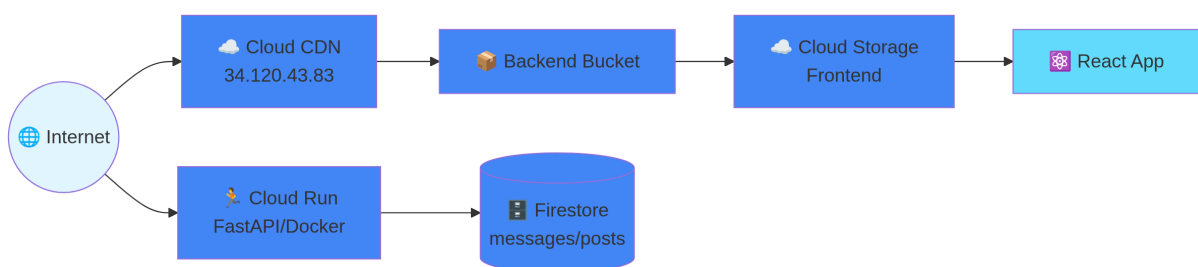 🌐 Internet
☁️ Cloud CDN
34.120.43.83
📦 Backend Bucket
☁️ Cloud Storage
Frontend
⚛️ React App
🏃 Cloud Run
FastAPI/Docker
🗄️ Firestore
messages/posts